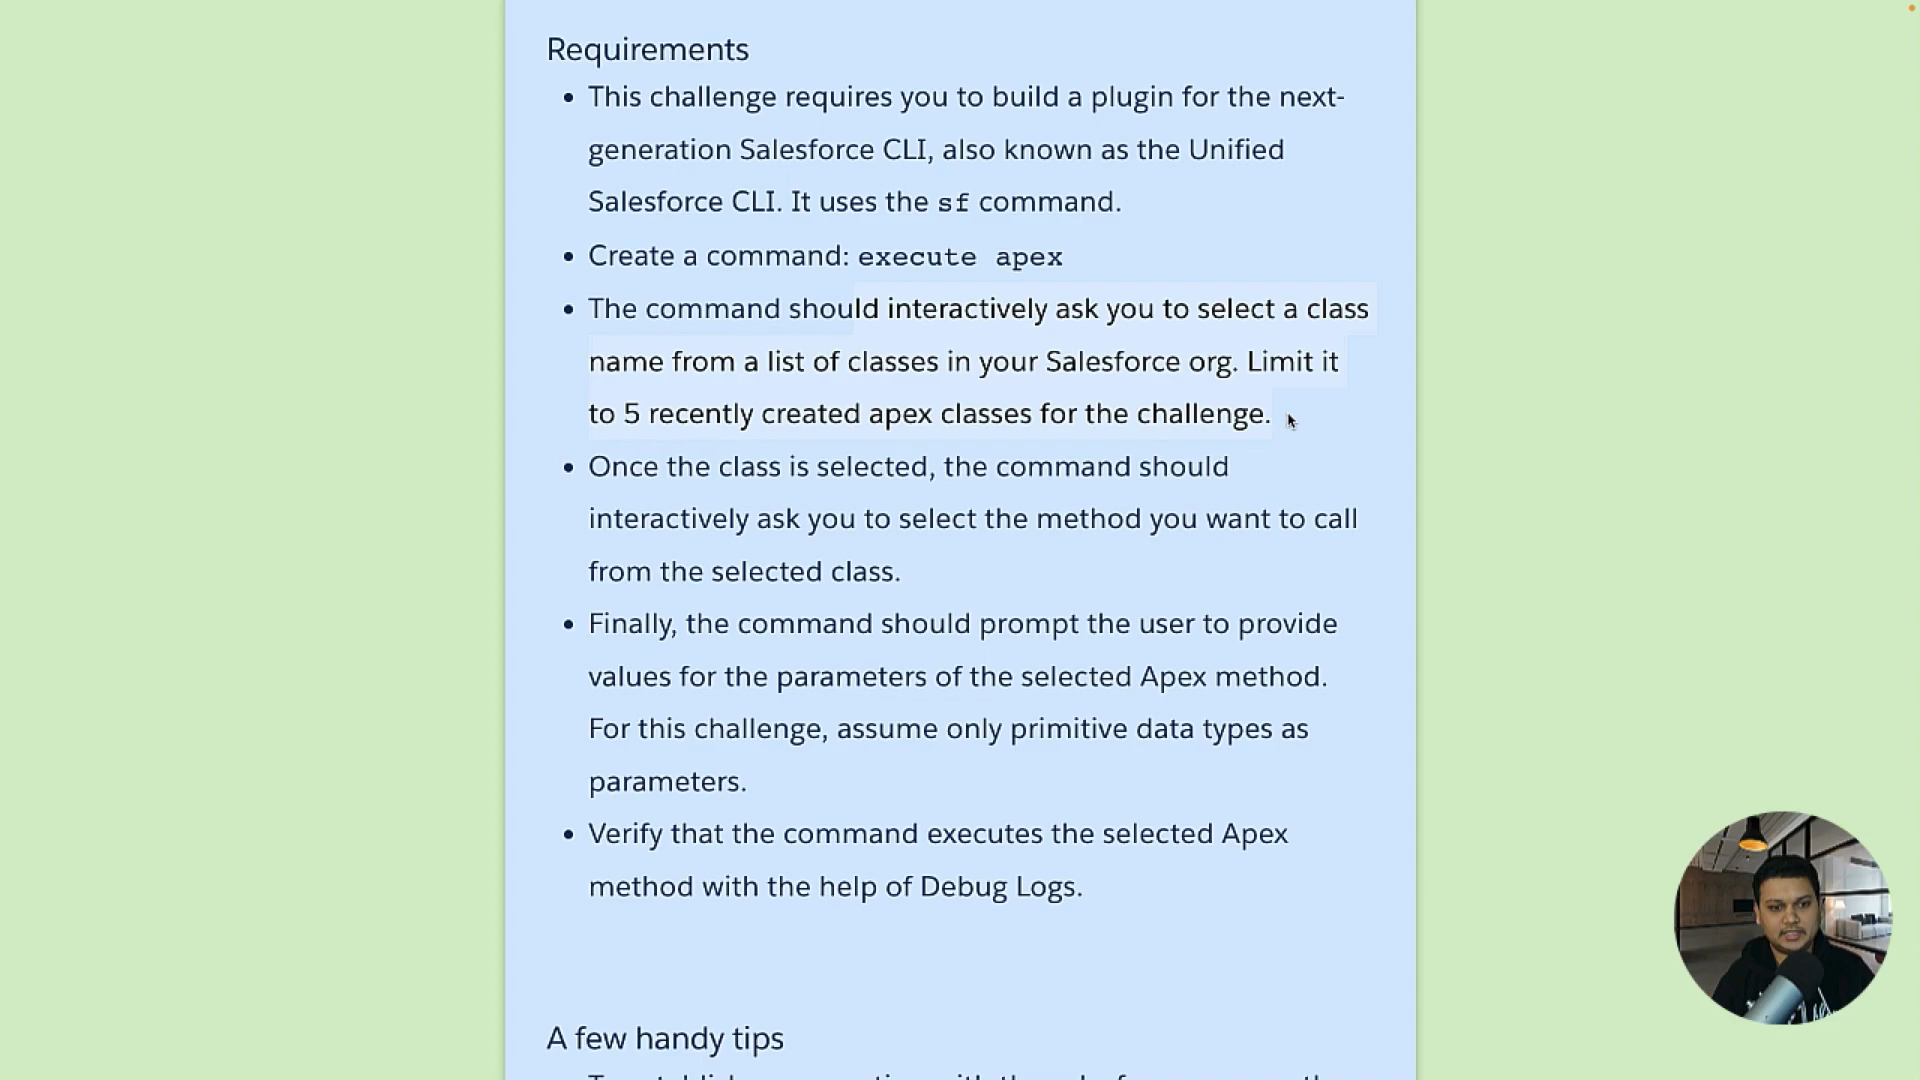 Requirements
• This challenge requires you to build a plugin for the next-
generation Salesforce CLI, also known as the Unified
Salesforce CLI. It uses the sf command.
• Create a command: execute apex
• The command should interactively ask you to select a class
name from a list of classes in your Salesforce org. Limit it
to 5 recently created apex classes for the challenge.
• Once the class is selected, the command should
interactively ask you to select the method you want to call
from the selected class.
• Finally, the command should prompt the user to provide
values for the parameters of the selected Apex method.
For this challenge, assume only primitive data types as
parameters.
• Verify that the command executes the selected Apex
method with the help of Debug Logs.
A few handy tips